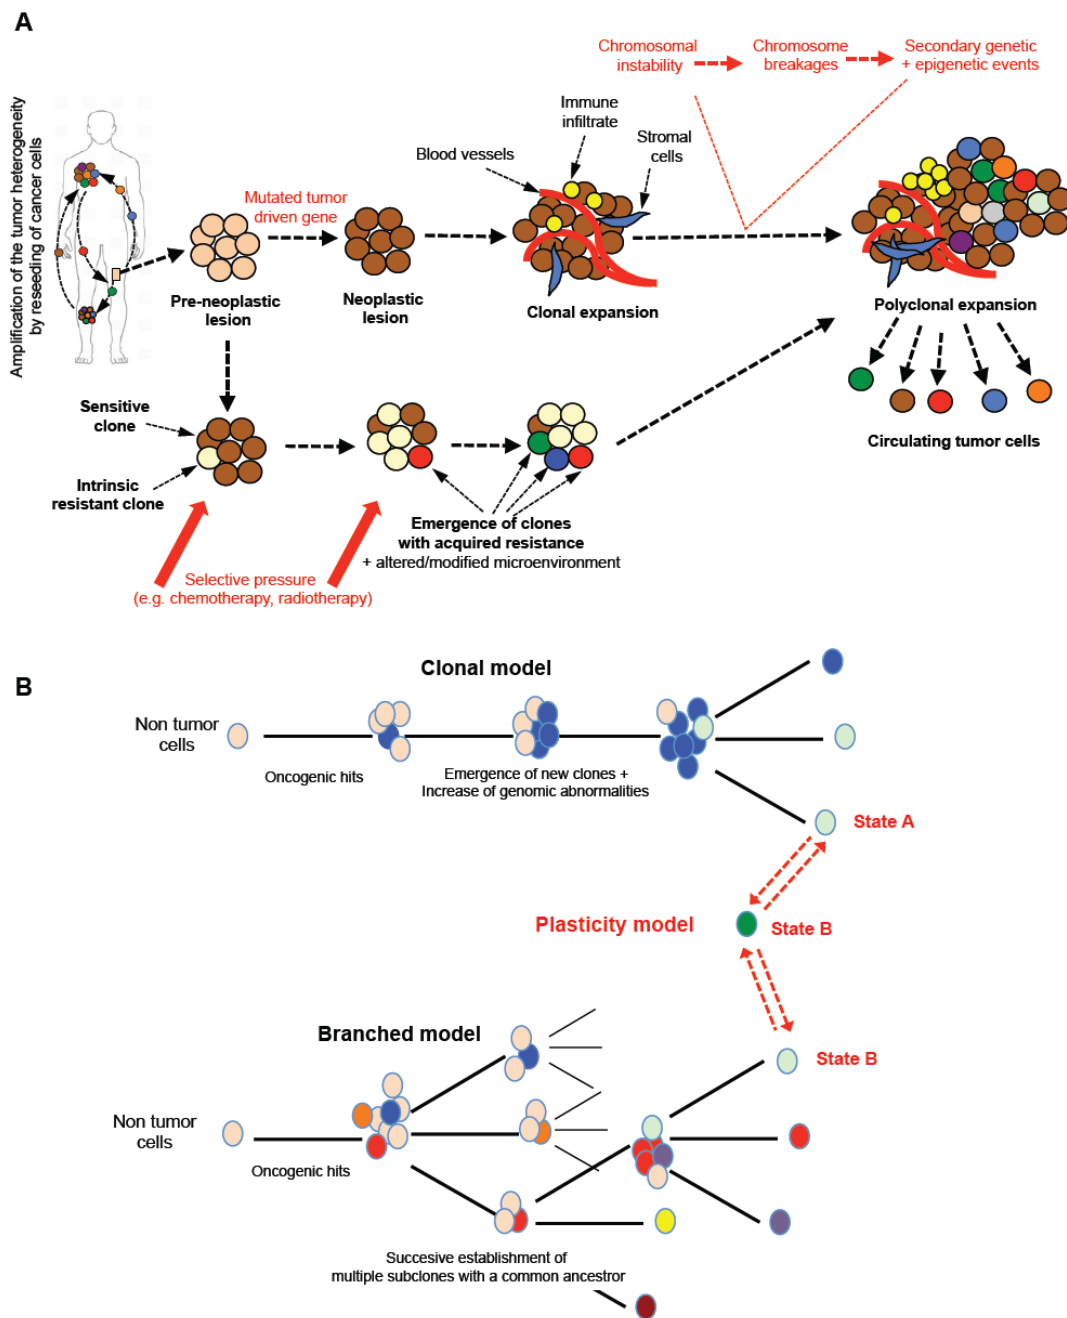 A
Amplification of the tumor heterogeneity
by reseeding of cancer cells
Chromosomal
instability
Chromosome
breakages
Secondary genetic
+ epigenetic events
Immune
infiltrate
Stromal
cells
Blood vessels
Mutated tumor
driven gene
Pre-neoplastic
lesion
Neoplastic
lesion
Clonal expansion
Polyclonal expansion
Sensitive
clone
Intrinsic
resistant clone
Circulating tumor cells
Emergence of clones
with acquired resistance
+ altered/modified microenvironment
Selective pressure
(e.g. chemotherapy, radiotherapy)
B
Clonal model
Non tumor
cells
Oncogenic hits
Emergence of new clones +
Increase of genomic abnormalities
State A
Plasticity model
State B
Branched model
State B
Non tumor
cells
Oncogenic hits
Succesive establishment of
multiple subclones with a common ancestror